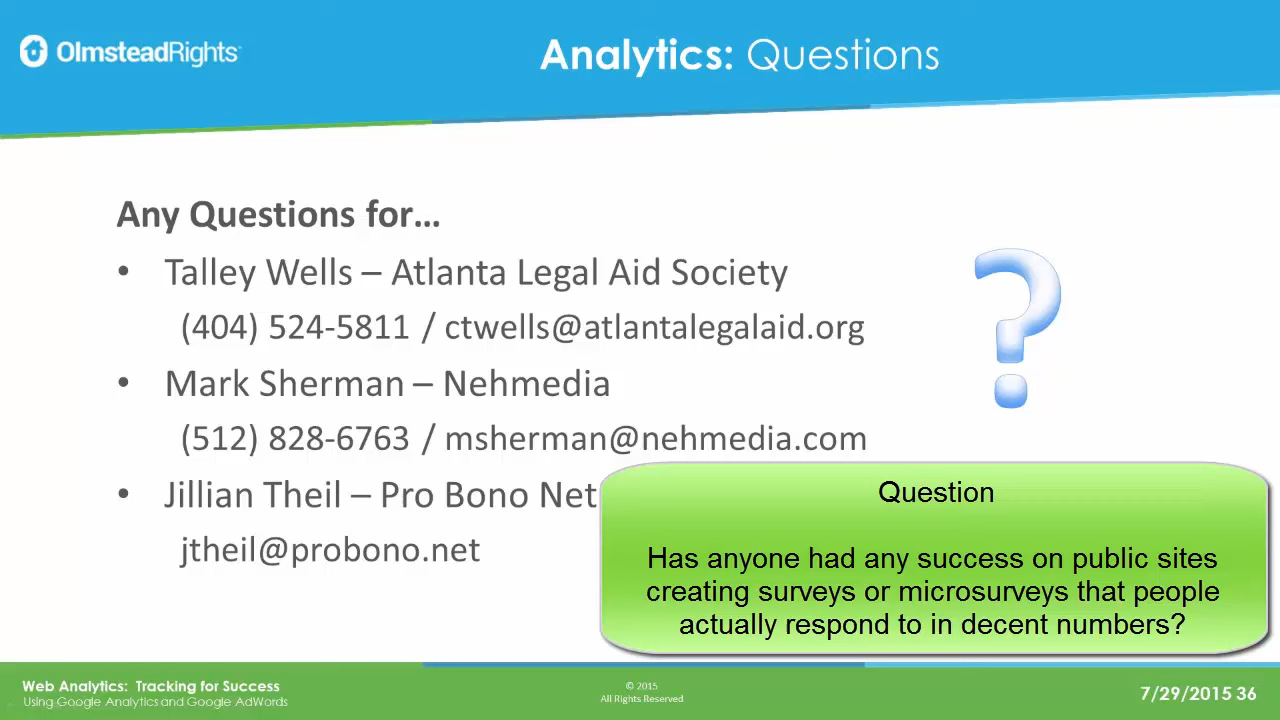 OlmsteadRights
Analytics: Questions
Any Questions for…
• Talley Wells – Atlanta Legal Aid Society
(404) 524-5811 / ctwells@atlantalegalaid.org
• Mark Sherman – Nehmedia
(512) 828-6763 / msherman@nehmedia.com
• Jillian Theil – Pro Bono Net
jtheil@probono.net
?
Question
Has anyone had any success on public sites
creating surveys or microsurveys that people
actually respond to in decent numbers?
Web Analytics: Tracking for Success
Using Google Analytics and Google AdWords
© 2015
All Rights Reserved
7/29/2015 36